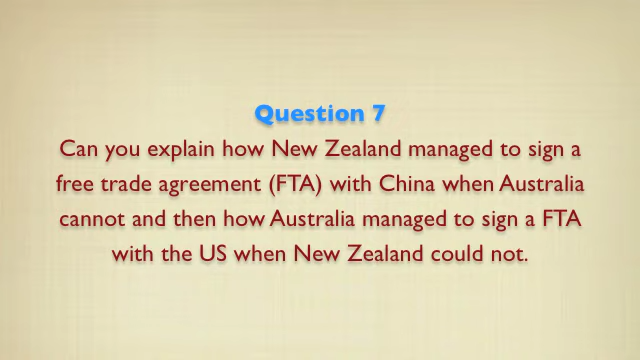 Question 7
Can you explain how New Zealand managed to sign a
free trade agreement (FTA) with China when Australia
cannot and then how Australia managed to sign a FTA
with the US when New Zealand could not.